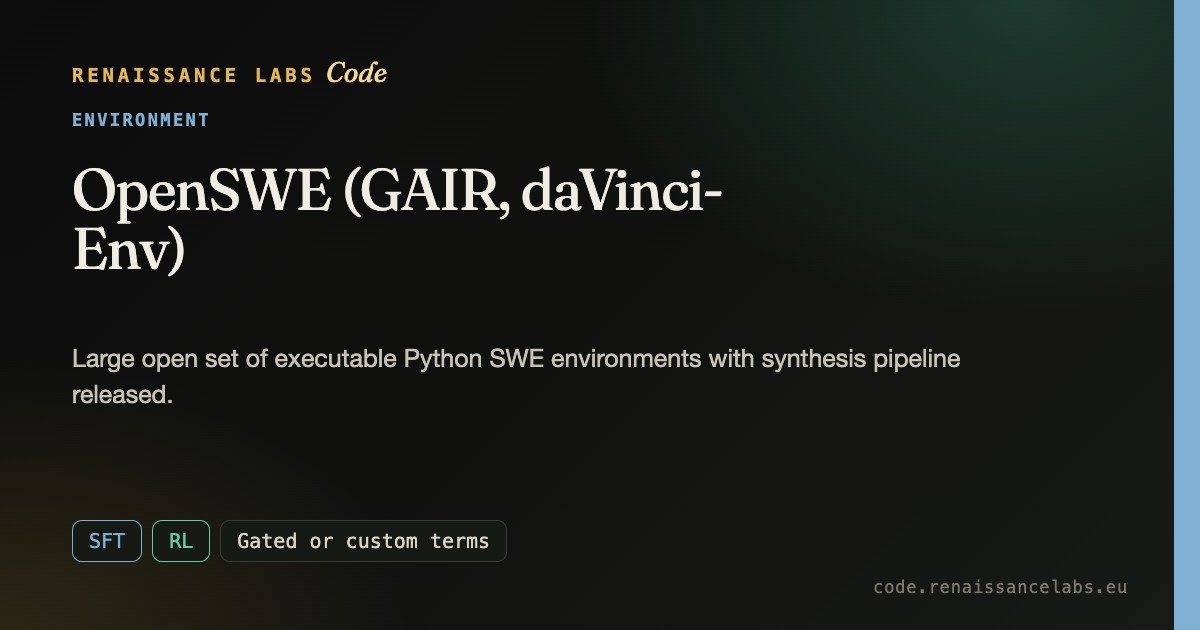 RENAISSANCE LABS Code
ENVIRONMENT
OpenSWE (GAIR, daVinci-
Env)
Large open set of executable Python SWE environments with synthesis pipeline
released.
SFT RL Gated or custom terms
code.renaissancelabs.eu